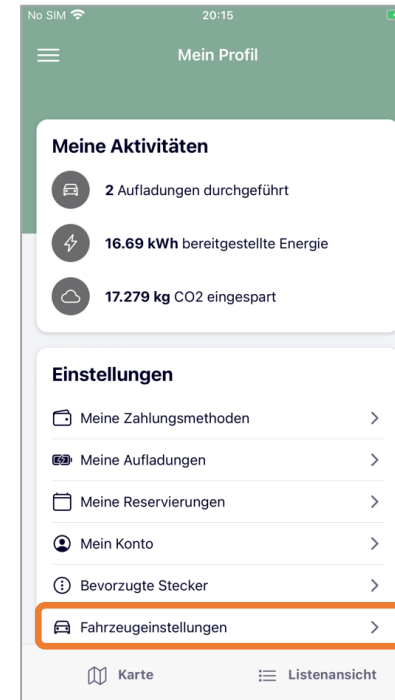 No SIM 20:15
Mein Profil
Meine Aktivitäten
2 Aufladungen durchgeführt
16.69 kWh bereitgestellte Energie
17.279 kg CO2 eingespart
Einstellungen
Meine Zahlungsmethoden
Meine Aufladungen
Meine Reservierungen
Mein Konto
Bevorzugte Stecker
Fahrzeugeinstellungen
Karte Listenansicht